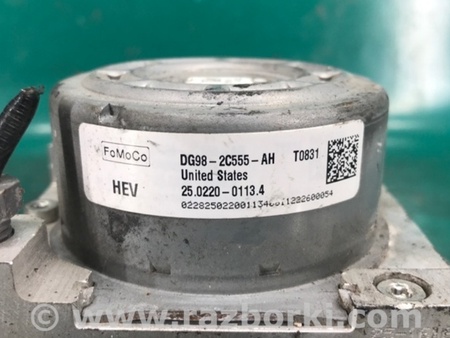 FoMoCo
DG98-2C555-AH T0831
United States
HEV
25.0220-0113.4
www.razborki.com